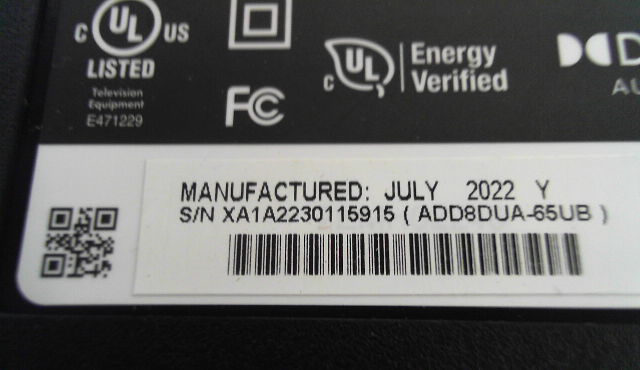 c UL US
LISTED
Television
Equipment
E471229
FC
c UL
Energy
Verified
MANUFACTURED: JULY 2022 Y
S/N XA1A2230115915 ( ADD8DUA-65UB )